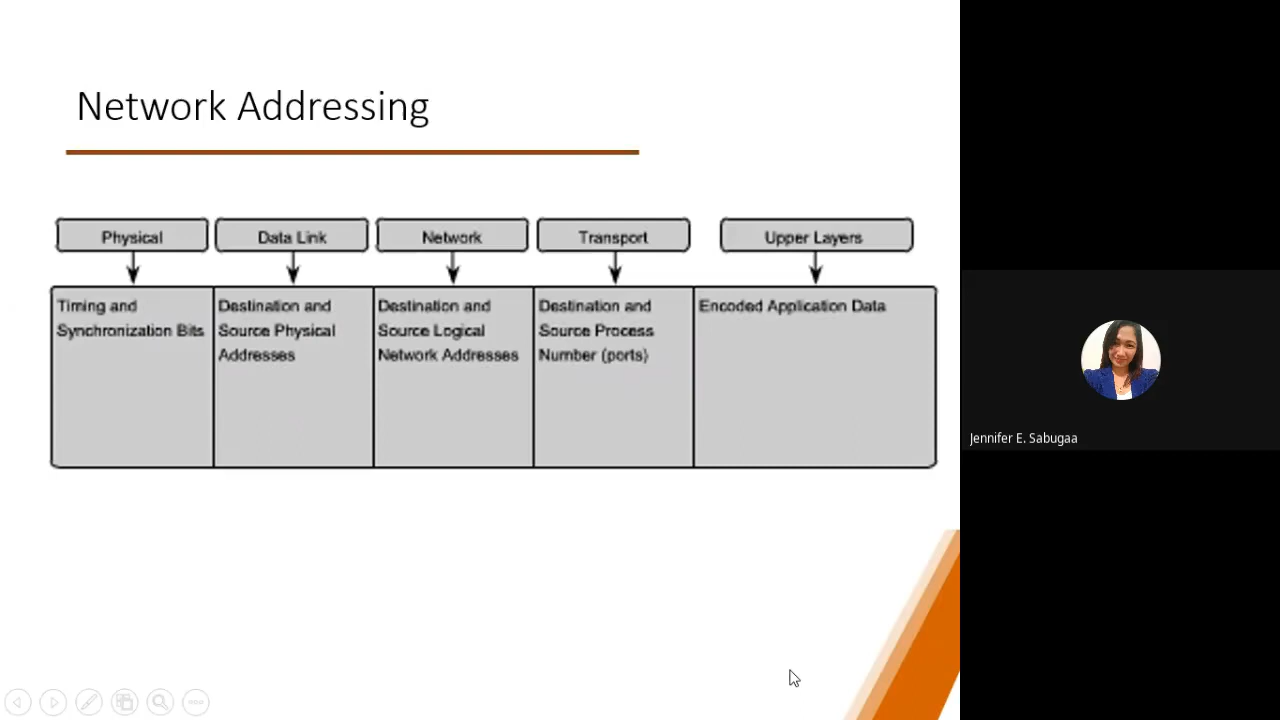 Network Addressing
Physical
Data Link
Network
Transport
Upper Layers
Timing and
Synchronization Bits
Destination and
Source Physical
Addresses
Destination and
Source Logical
Network Addresses
Destination and
Source Process
Number (ports)
Encoded Application Data
Jennifer E. Sabugaa